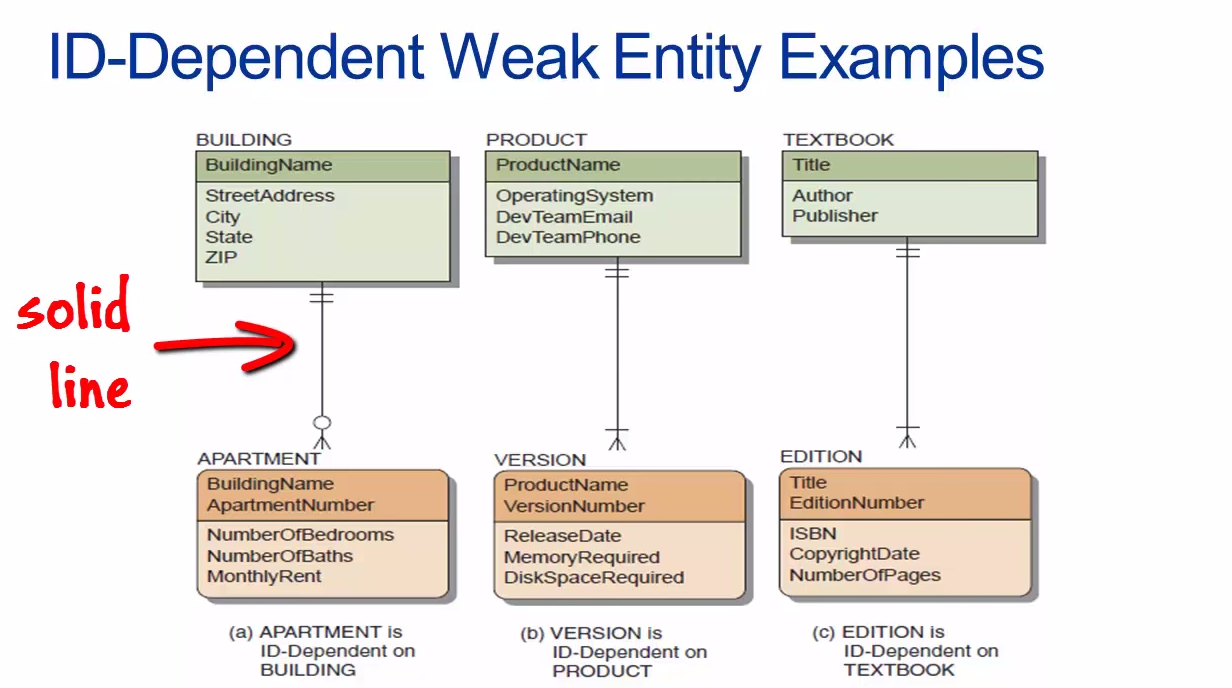 ID-Dependent Weak Entity Examples
BUILDING
BuildingName
StreetAddress
City
State
ZIP
PRODUCT
ProductName
OperatingSystem
DevTeamEmail
DevTeamPhone
TEXTBOOK
Title
Author
Publisher
solid
line
APARTMENT
BuildingName
ApartmentNumber
NumberOfBedrooms
NumberOfBaths
MonthlyRent
VERSION
ProductName
VersionNumber
ReleaseDate
MemoryRequired
DiskSpaceRequired
EDITION
Title
EditionNumber
ISBN
CopyrightDate
NumberOfPages
(a) APARTMENT is
ID-Dependent on
BUILDING
(b) VERSION is
ID-Dependent on
PRODUCT
(c) EDITION is
ID-Dependent on
TEXTBOOK